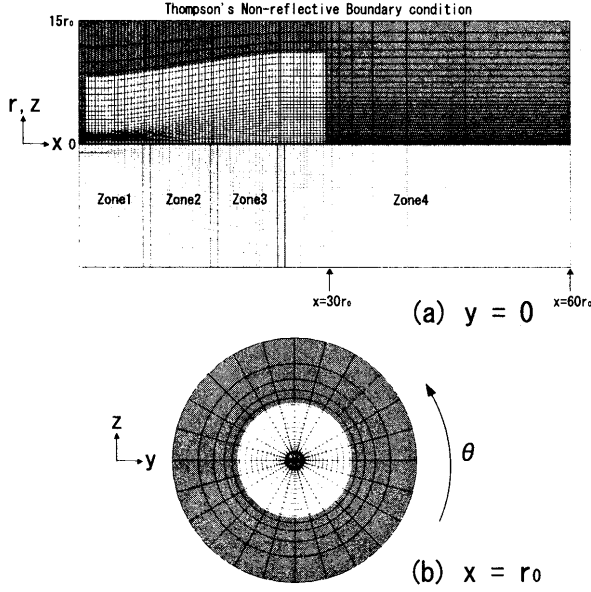 Thompson's Non-reflective Boundary condition
15r₀
r, z
X 0
Zone1 Zone2 Zone3 Zone4
x=30r₀ x=60r₀
(a) y = 0
z
y
θ
(b) x = r₀